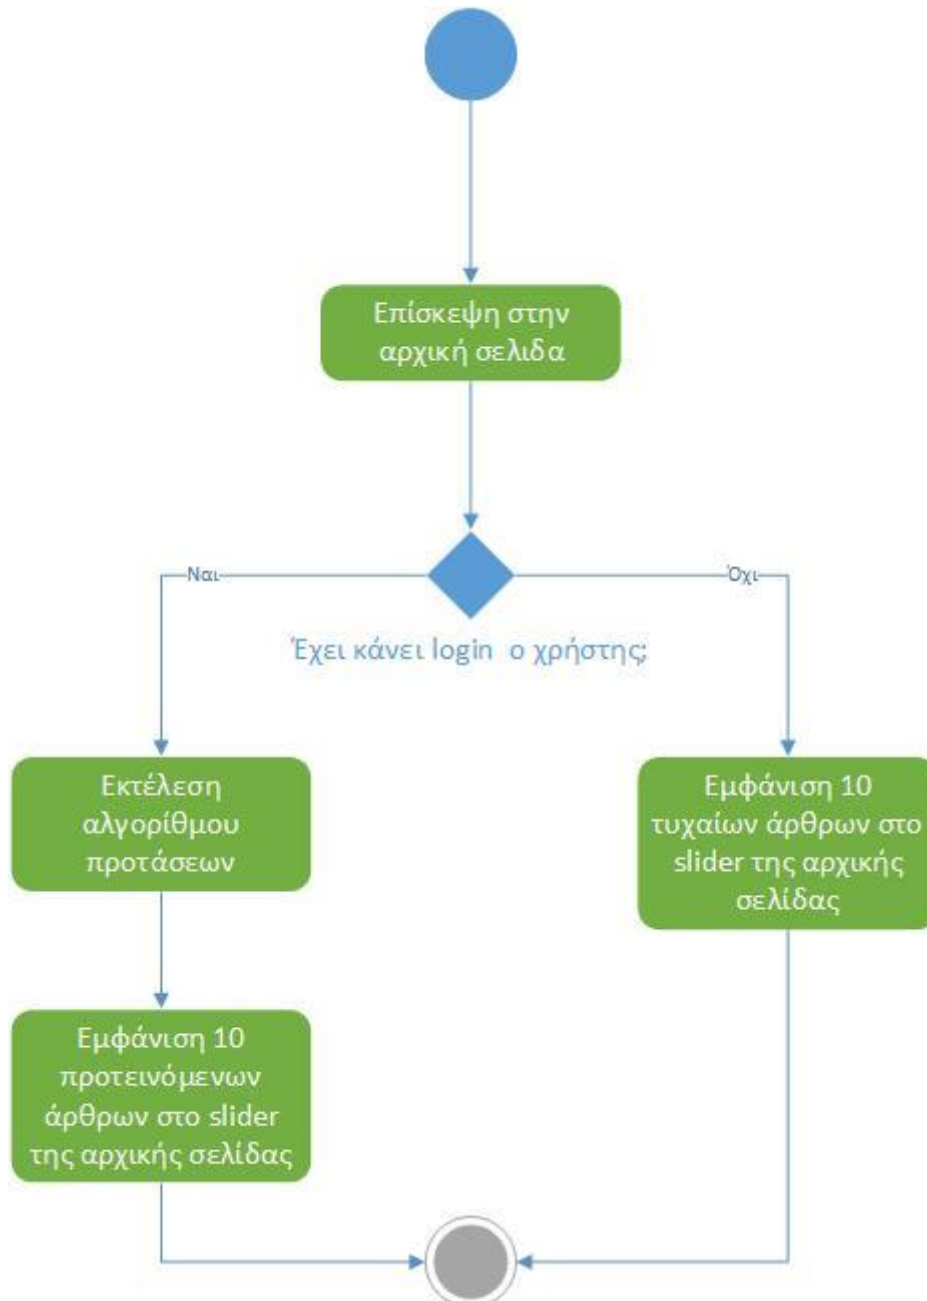 Επίσκεψη στην
αρχική σελιδα
Ναι
Όχι
Έχει κάνει login ο χρήστης;
Εκτέλεση
αλγορίθμου
προτάσεων
Εμφάνιση 10
τυχαίων άρθρων στο
slider της αρχικής
σελίδας
Εμφάνιση 10
προτεινόμενων
άρθρων στο slider
της αρχικής σελίδας